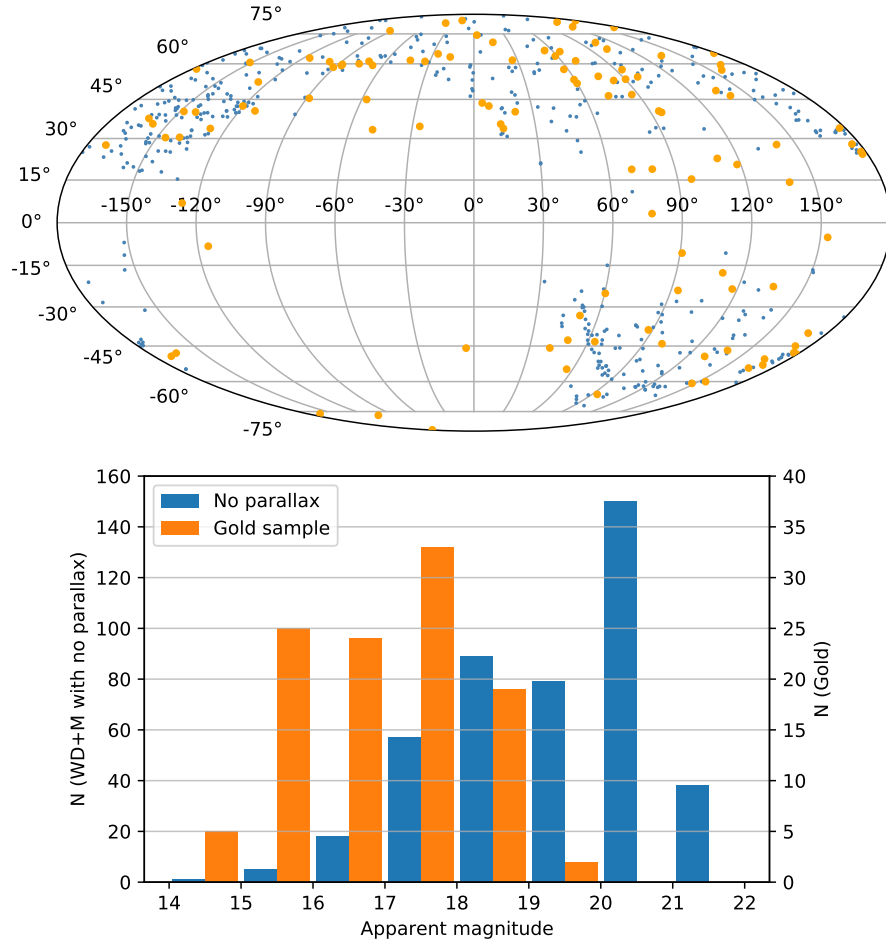 75°
60°
45°
30°
15°
-150° -120° -90° -60° -30° 0° 30° 60° 90° 120° 150°
0°
-15°
-30°
-45°
-60°
-75°
160 40
No parallax
140 35
Gold sample
120 30
100 25
80 20
60 15
40 10
20 5
0 0
N (WD+M with no parallax)
N (Gold)
14 15 16 17 18 19 20 21 22
Apparent magnitude